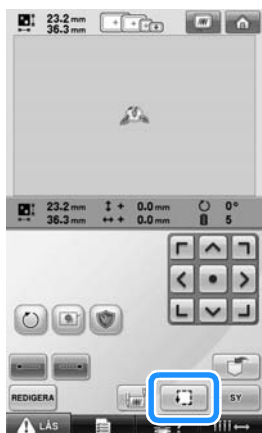 23.2 mm
36.3 mm
23.2 mm + 0.0 mm 0°
36.3 mm + 0.0 mm 5
REDIGERA SY
LÅS ?